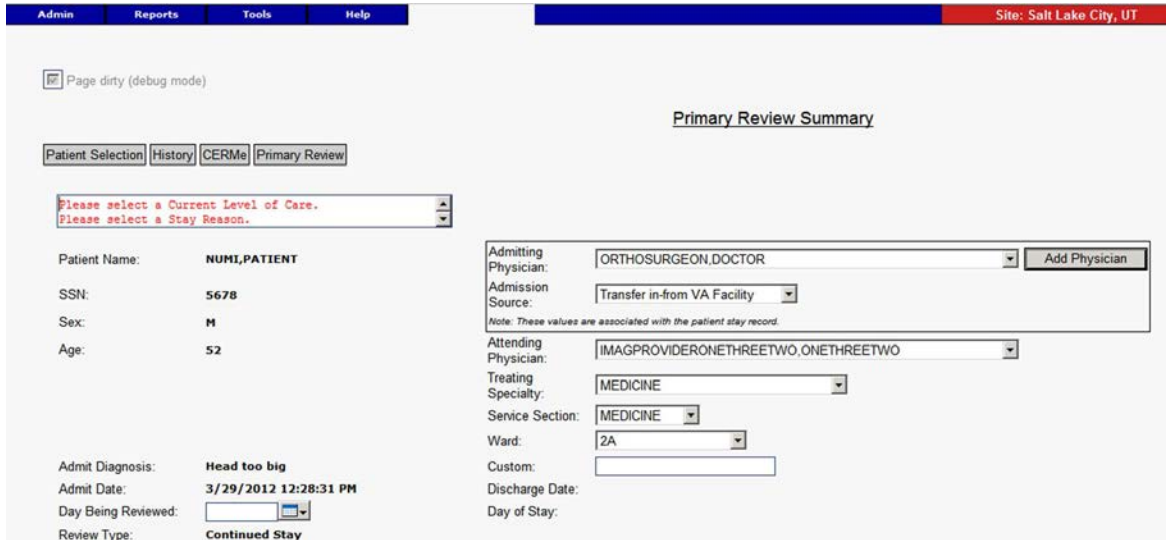 Admin Reports Tools Help Site: Salt Lake City, UT
Page dirty (debug mode)
Primary Review Summary
Patient Selection History CERMe Primary Review
Please select a Current Level of Care.
Please select a Stay Reason.
Patient Name: NUMI,PATIENT
SSN: 5678
Sex: M
Age: 52
Admitting Physician: ORTHOSURGEON,DOCTOR Add Physician
Admission Source: Transfer in-from VA Facility
Note: These values are associated with the patient stay record.
Attending Physician: IMAGPROVIDERONETHREETWO,ONETHREETWO
Treating Specialty: MEDICINE
Service Section: MEDICINE
Ward: 2A
Admit Diagnosis: Head too big
Custom:
Admit Date: 3/29/2012 12:28:31 PM
Discharge Date:
Day Being Reviewed:
Day of Stay:
Review Type: Continued Stay